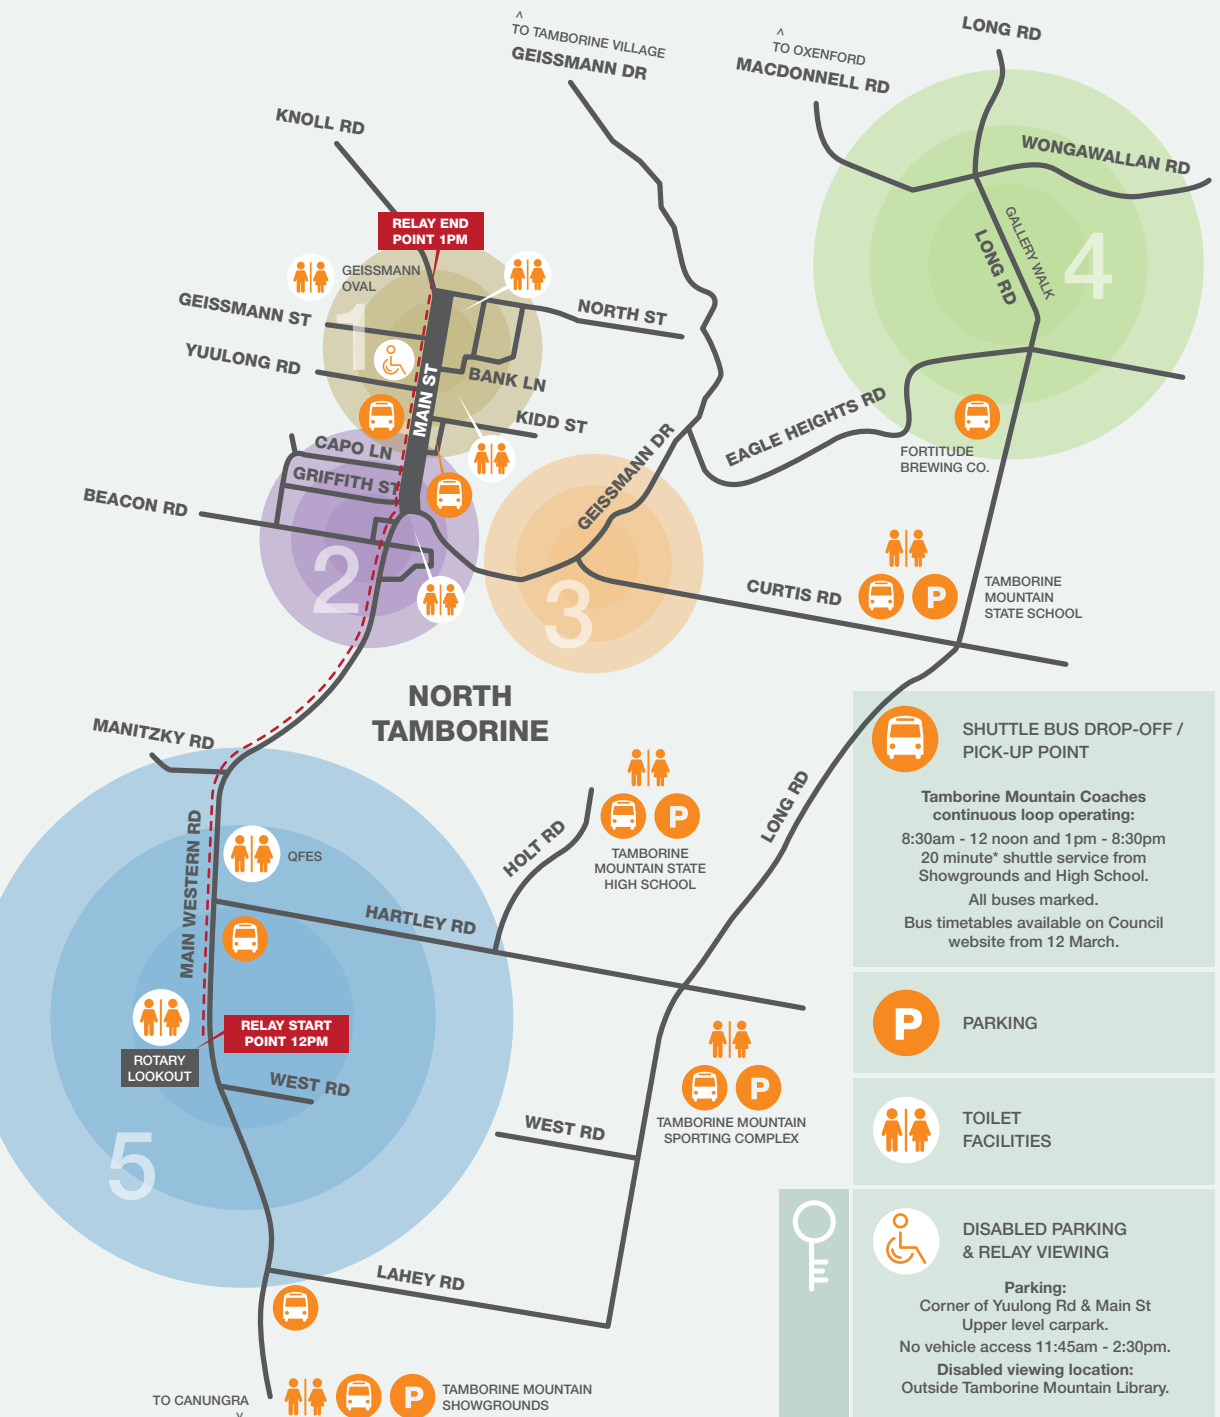 ^
TO TAMBORINE VILLAGE
GEISSMANN DR
^
TO OXENFORD
MACDONNELL RD
LONG RD
WONGAWALLAN RD
KNOLL RD
RELAY END
POINT 1PM
GEISSMANN
OVAL
1
GEISSMANN ST
NORTH ST
YUULONG RD
MAIN ST
BANK LN
KIDD ST
GALLERY WALK
LONG RD
4
CAPO LN
GRIFFITH ST
BEACON RD
2
GEISSMANN DR
3
EAGLE HEIGHTS RD
FORTITUDE
BREWING CO.
CURTIS RD
P
TAMBORINE
MOUNTAIN
STATE SCHOOL
NORTH
TAMBORINE
MANITZKY RD
MAIN WESTERN RD
QFES
HOLT RD
P
TAMBORINE
MOUNTAIN STATE
HIGH SCHOOL
LONG RD
HARTLEY RD
RELAY START
POINT 12PM
ROTARY
LOOKOUT
WEST RD
5
P
TAMBORINE MOUNTAIN
SPORTING COMPLEX
WEST RD
LAHEY RD
TO CANUNGRA
v
P
TAMBORINE MOUNTAIN
SHOWGROUNDS
SHUTTLE BUS DROP-OFF /
PICK-UP POINT
Tamborine Mountain Coaches
continuous loop operating:
8:30am - 12 noon and 1pm - 8:30pm
20 minute* shuttle service from
Showgrounds and High School.
All buses marked.
Bus timetables available on Council
website from 12 March.
P
PARKING
TOILET
FACILITIES
DISABLED PARKING
& RELAY VIEWING
Parking:
Corner of Yuulong Rd & Main St
Upper level carpark.
No vehicle access 11:45am - 2:30pm.
Disabled viewing location:
Outside Tamborine Mountain Library.